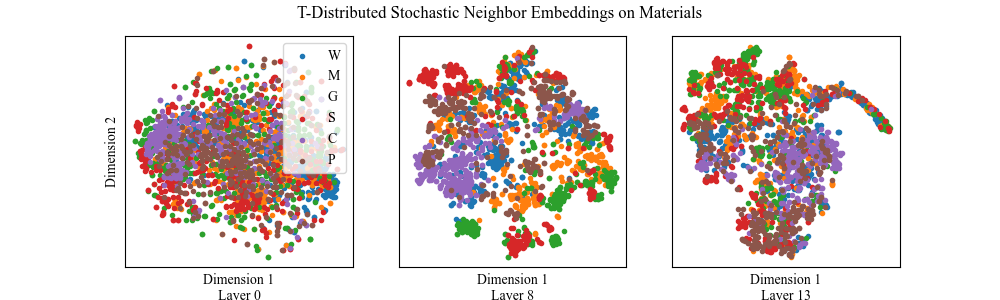 T-Distributed Stochastic Neighbor Embeddings on Materials
W
M
G
S
C
P
Dimension 2
Dimension 1
Layer 0
Dimension 1
Layer 8
Dimension 1
Layer 13